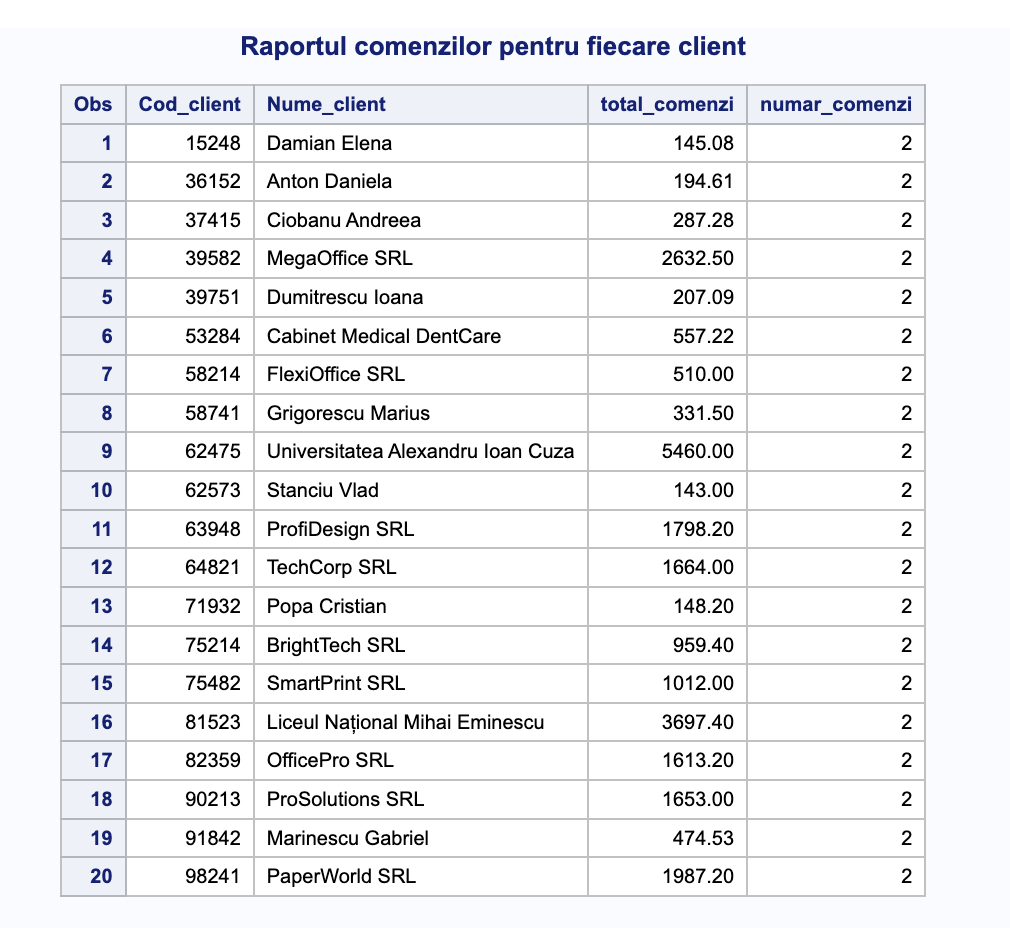 Raportul comenzilor pentru fiecare client
Obs Cod_client Nume_client total_comenzi numar_comenzi
1 15248 Damian Elena 145.08 2
2 36152 Anton Daniela 194.61 2
3 37415 Ciobanu Andreea 287.28 2
4 39582 MegaOffice SRL 2632.50 2
5 39751 Dumitrescu Ioana 207.09 2
6 53284 Cabinet Medical DentCare 557.22 2
7 58214 FlexiOffice SRL 510.00 2
8 58741 Grigorescu Marius 331.50 2
9 62475 Universitatea Alexandru Ioan Cuza 5460.00 2
10 62573 Stanciu Vlad 143.00 2
11 63948 ProfiDesign SRL 1798.20 2
12 64821 TechCorp SRL 1664.00 2
13 71932 Popa Cristian 148.20 2
14 75214 BrightTech SRL 959.40 2
15 75482 SmartPrint SRL 1012.00 2
16 81523 Liceul Național Mihai Eminescu 3697.40 2
17 82359 OfficePro SRL 1613.20 2
18 90213 ProSolutions SRL 1653.00 2
19 91842 Marinescu Gabriel 474.53 2
20 98241 PaperWorld SRL 1987.20 2